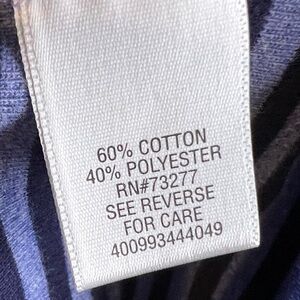 60% COTTON
40% POLYESTER
RN#73277
SEE REVERSE
FOR CARE
400993444049